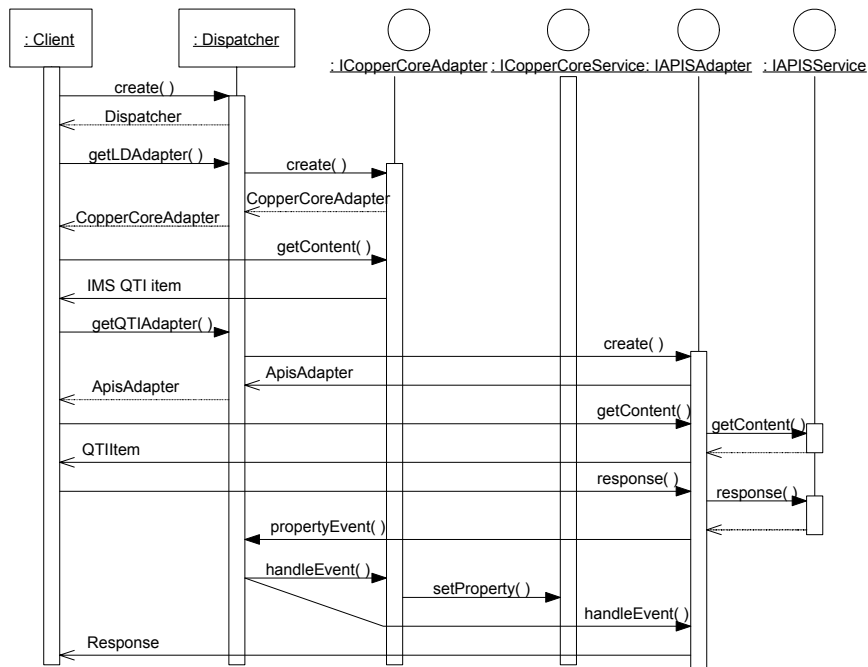 : Client
: Dispatcher
: ICopperCoreAdapter
: ICopperCoreService
: IAPISAdapter
: IAPISService
create( )
Dispatcher
getLDAdapter( )
create( )
CopperCoreAdapter
CopperCoreAdapter
getContent( )
IMS QTI item
getQTIAdapter( )
create( )
ApisAdapter
ApisAdapter
getContent( )
getContent( )
QTIItem
response( )
response( )
propertyEvent( )
handleEvent( )
setProperty( )
handleEvent( )
Response